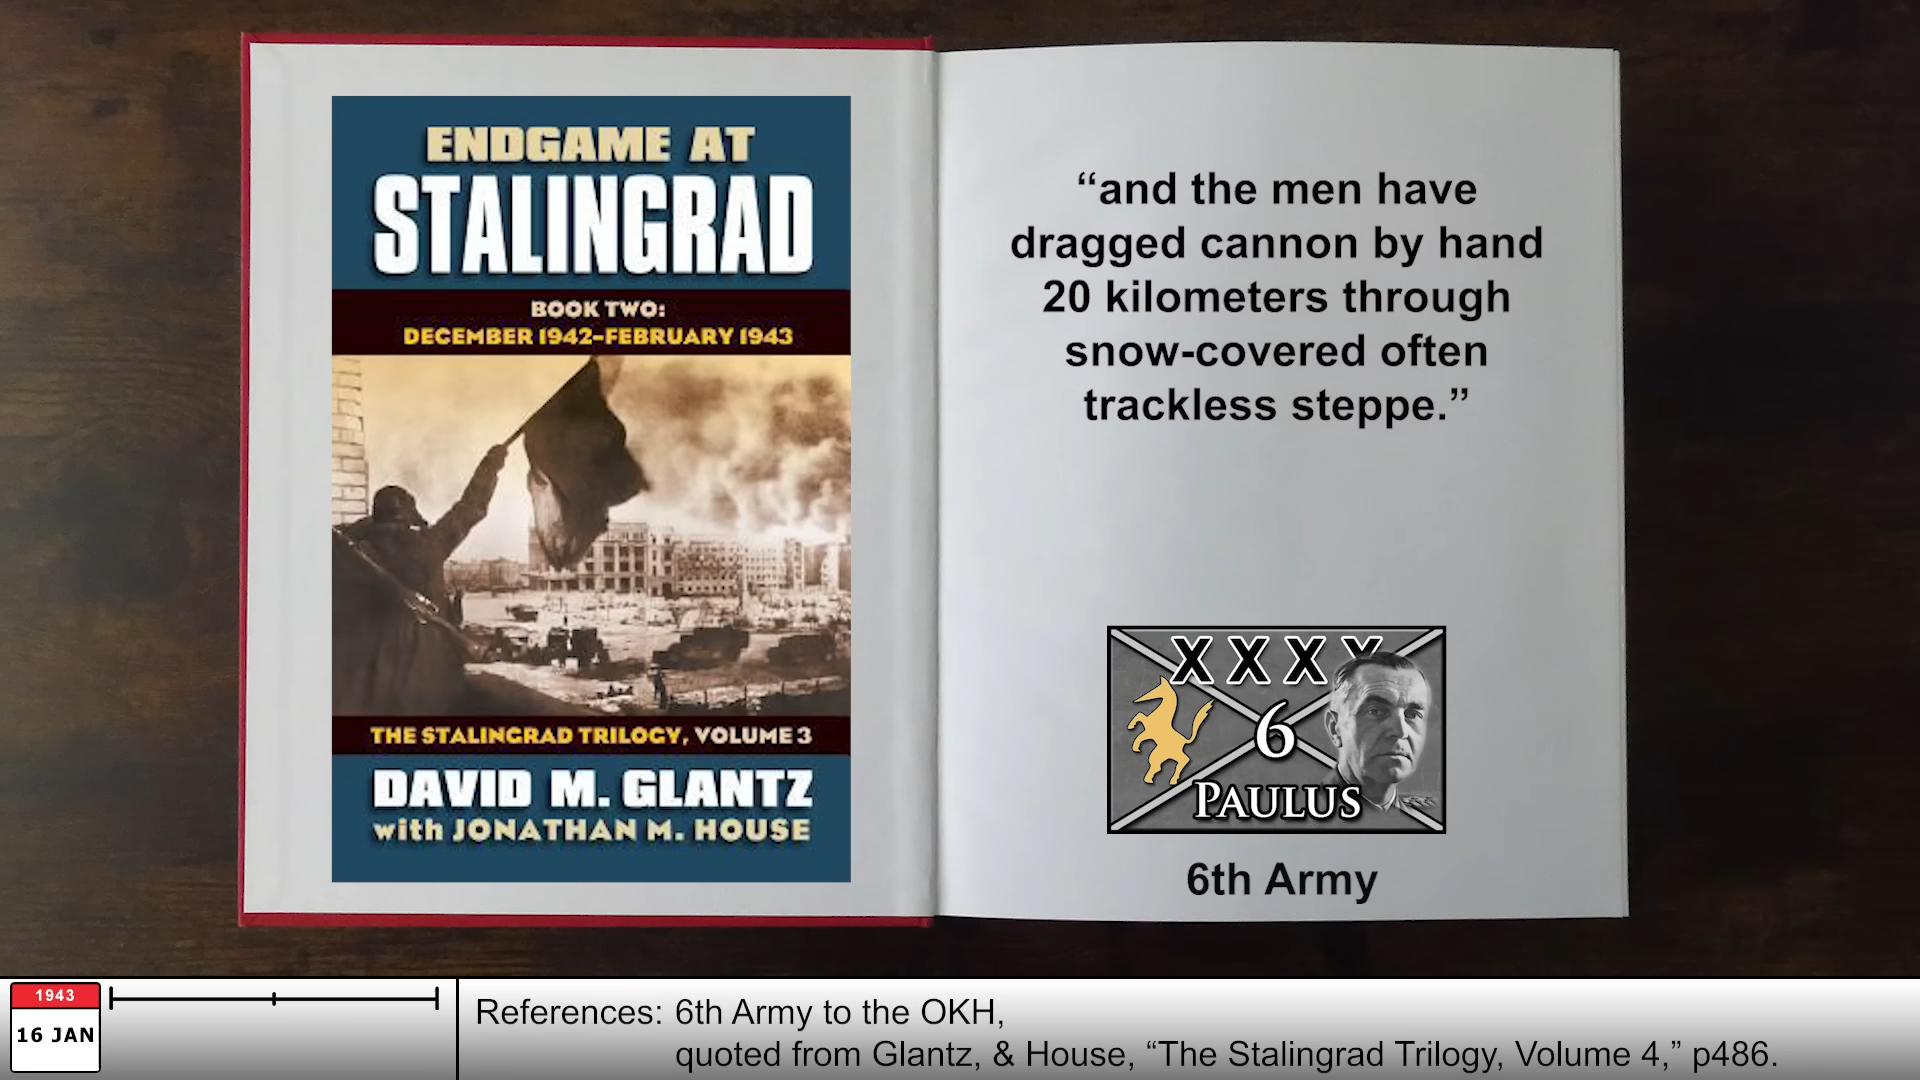 ENDGAME AT
STALINGRAD
BOOK TWO:
DECEMBER 1942–FEBRUARY 1943
THE STALINGRAD TRILOGY, VOLUME 3
DAVID M. GLANTZ
with JONATHAN M. HOUSE
“and the men have
dragged cannon by hand
20 kilometers through
snow-covered often
trackless steppe.”
XXXX
6
PAULUS
6th Army
1943
16 JAN
References: 6th Army to the OKH,
quoted from Glantz, & House, “The Stalingrad Trilogy, Volume 4,” p486.